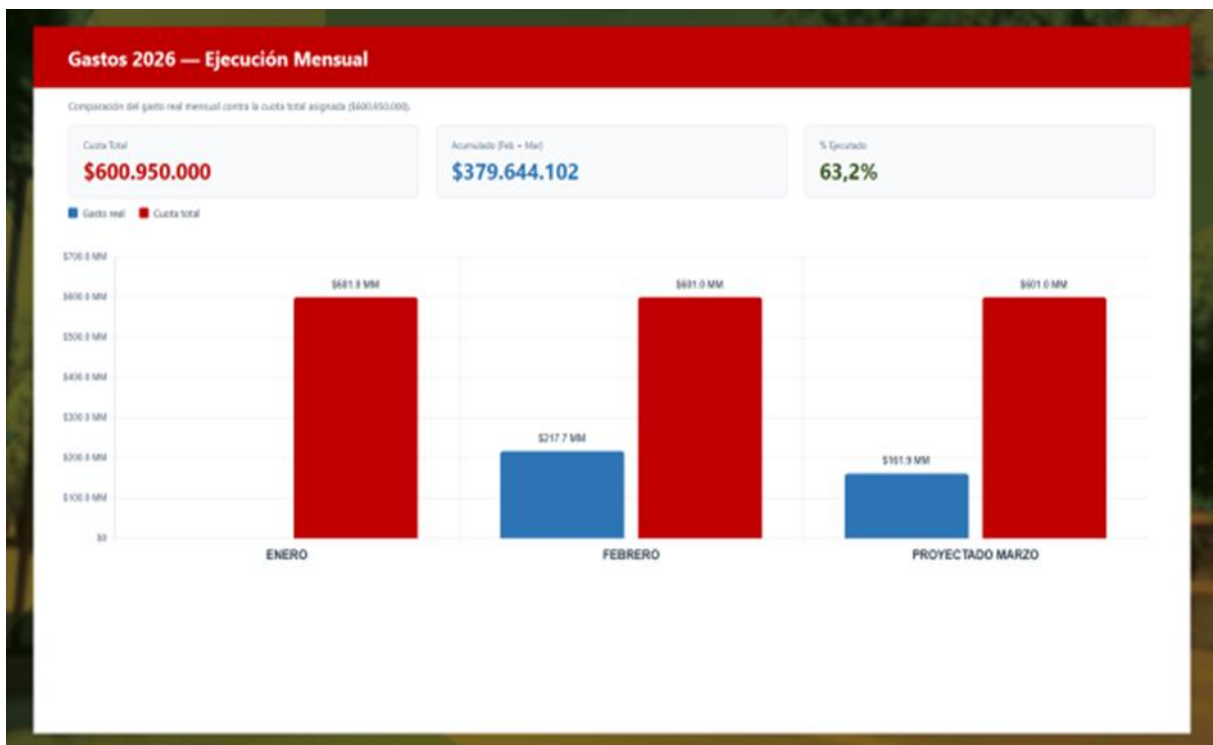 Gastos 2026 — Ejecución Mensual
Comparación del gasto real mensual contra la cuota total asignada ($600.950.000).
Cuota Total
$600.950.000
Acumulado (Feb + Mar)
$379.644.102
% Ejecutado
63,2%
Gasto real
Cuota total
$700.0 MM
$600.0 MM
$500.0 MM
$400.0 MM
$300.0 MM
$200.0 MM
$100.0 MM
$0
$601.0 MM
$217.7 MM
$601.0 MM
$161.9 MM
$601.0 MM
ENERO
FEBRERO
PROYECTADO MARZO